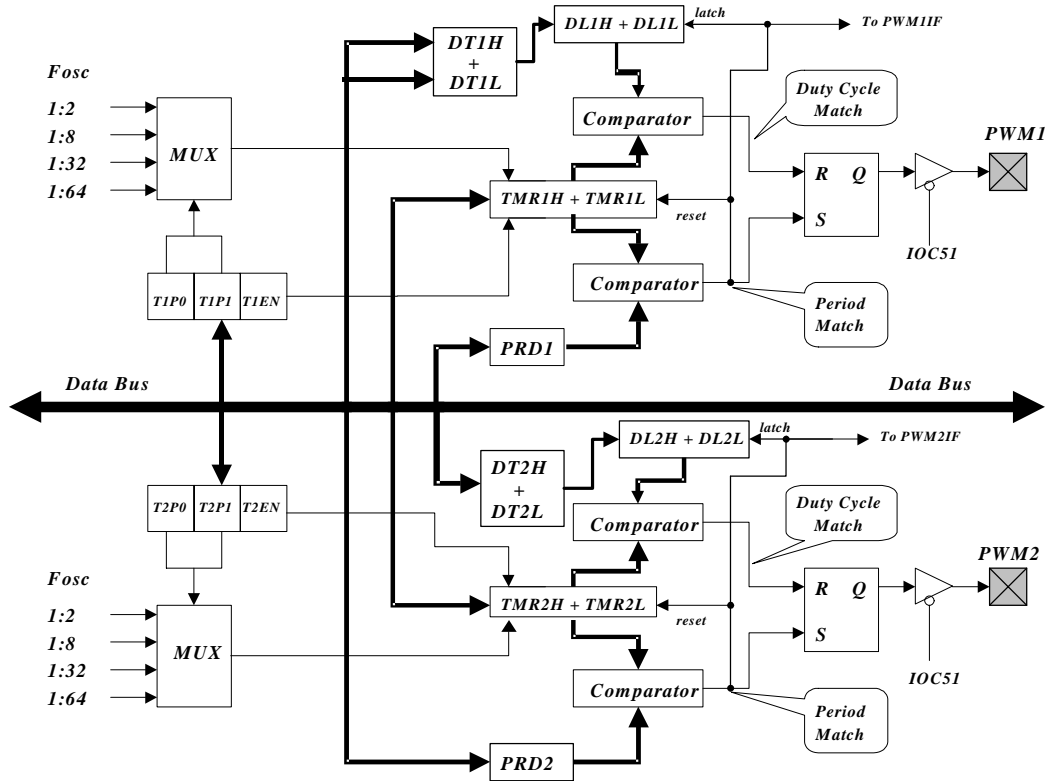 DL1H + DL1L
latch
To PWM1IF
DT1H
+
DT1L
Fosc
1:2
1:8
1:32
1:64
MUX
Comparator
Duty Cycle
Match
PWM1
R Q
S
TMR1H + TMR1L
reset
IOC51
T1P0 T1P1 T1EN
Comparator
Period
Match
PRD1
Data Bus
Data Bus
DL2H + DL2L
latch
To PWM2IF
DT2H
+
DT2L
T2P0 T2P1 T2EN
Comparator
Duty Cycle
Match
PWM2
Fosc
1:2
1:8
1:32
1:64
MUX
TMR2H + TMR2L
reset
R Q
S
IOC51
Comparator
Period
Match
PRD2